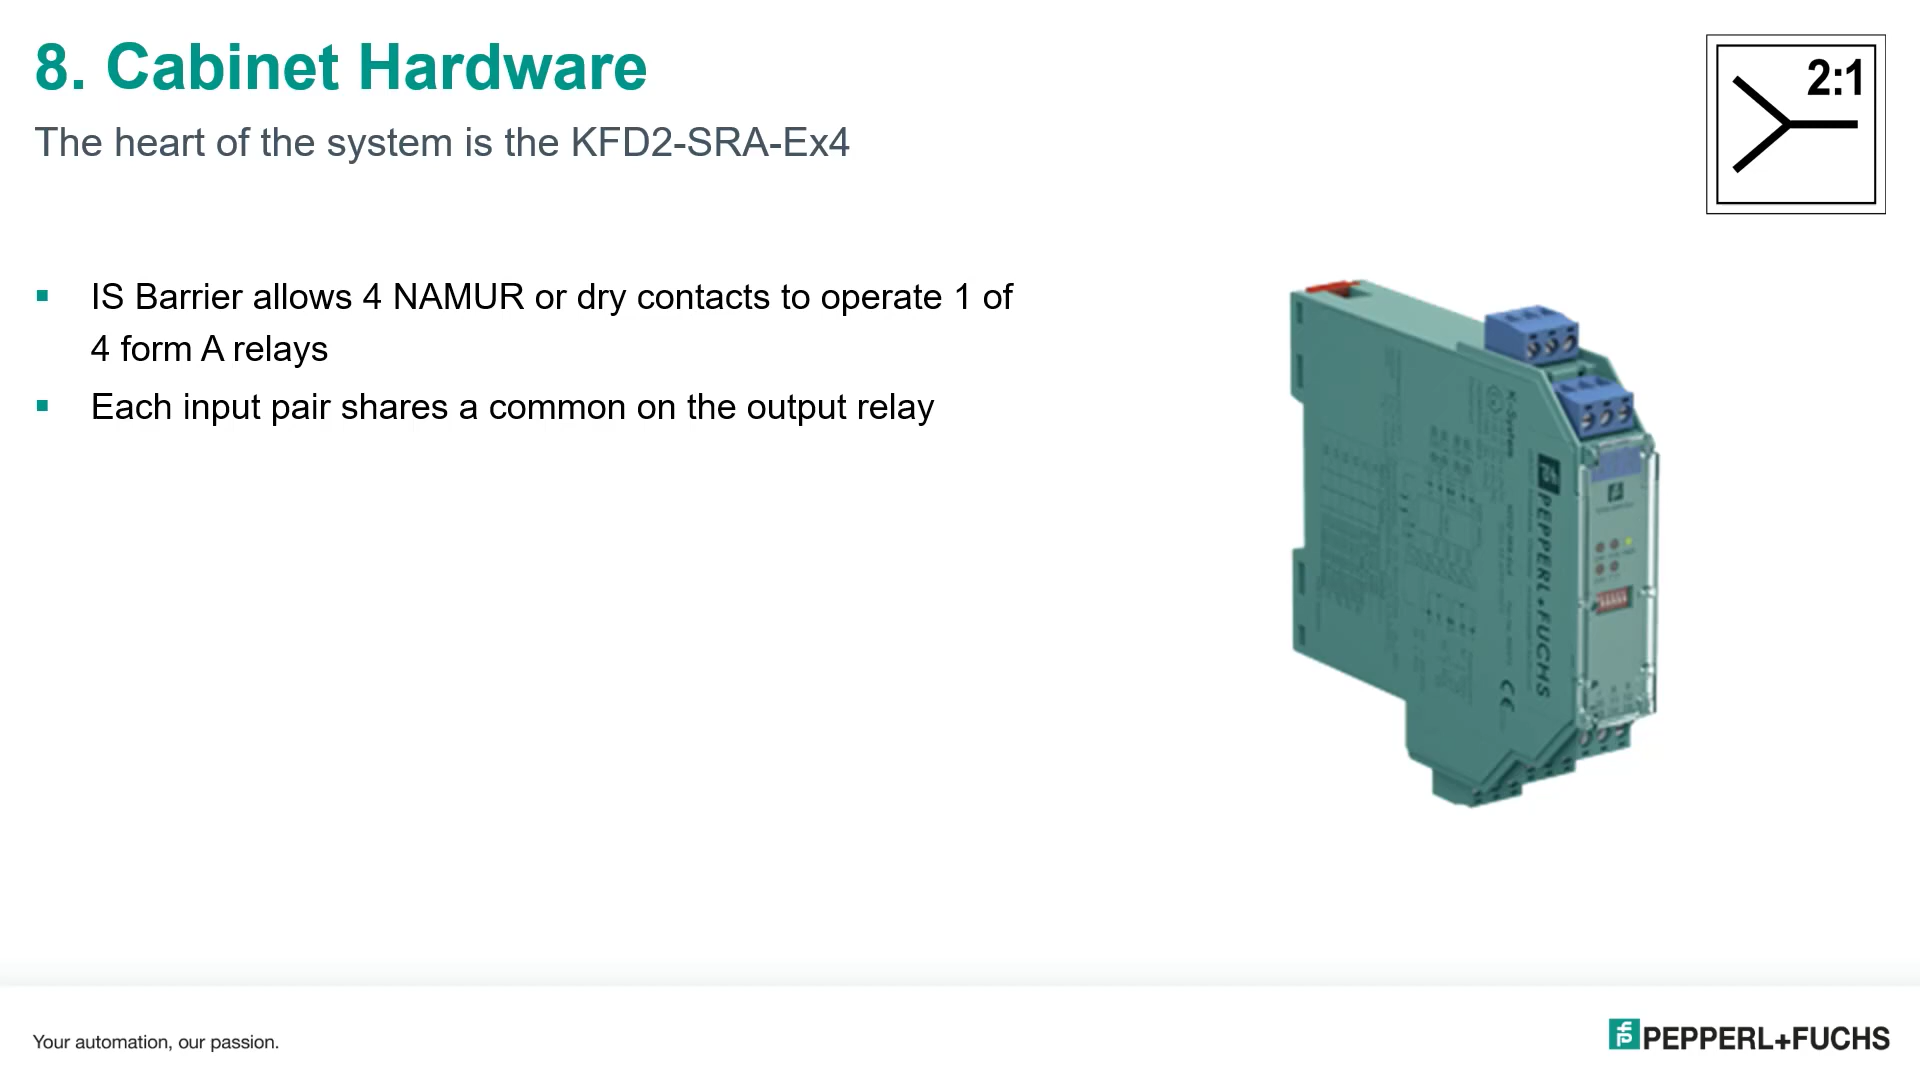 8. Cabinet Hardware
The heart of the system is the KFD2-SRA-Ex4
2:1
IS Barrier allows 4 NAMUR or dry contacts to operate 1 of
4 form A relays
Each input pair shares a common on the output relay
K-System
PEPPERL+FUCHS
CE
Your automation, our passion.
PEPPERL+FUCHS